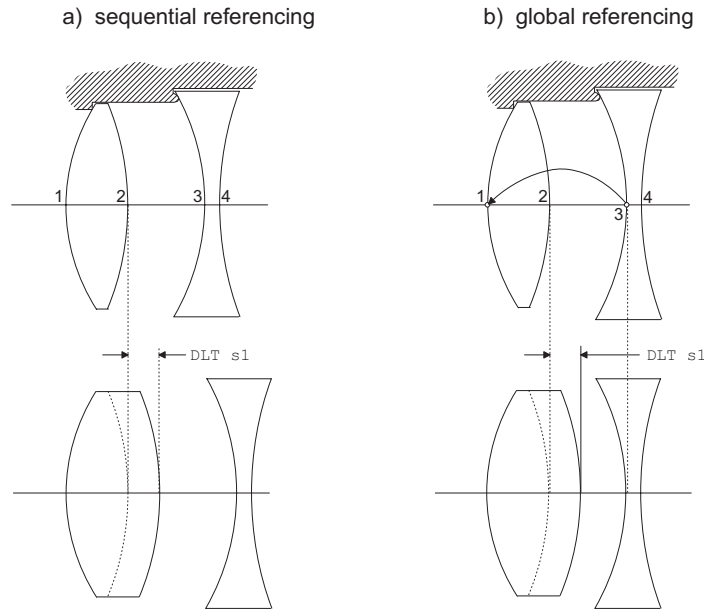 a) sequential referencing
b) global referencing
1 2 3 4
1 2 3 4
DLT s1
DLT s1